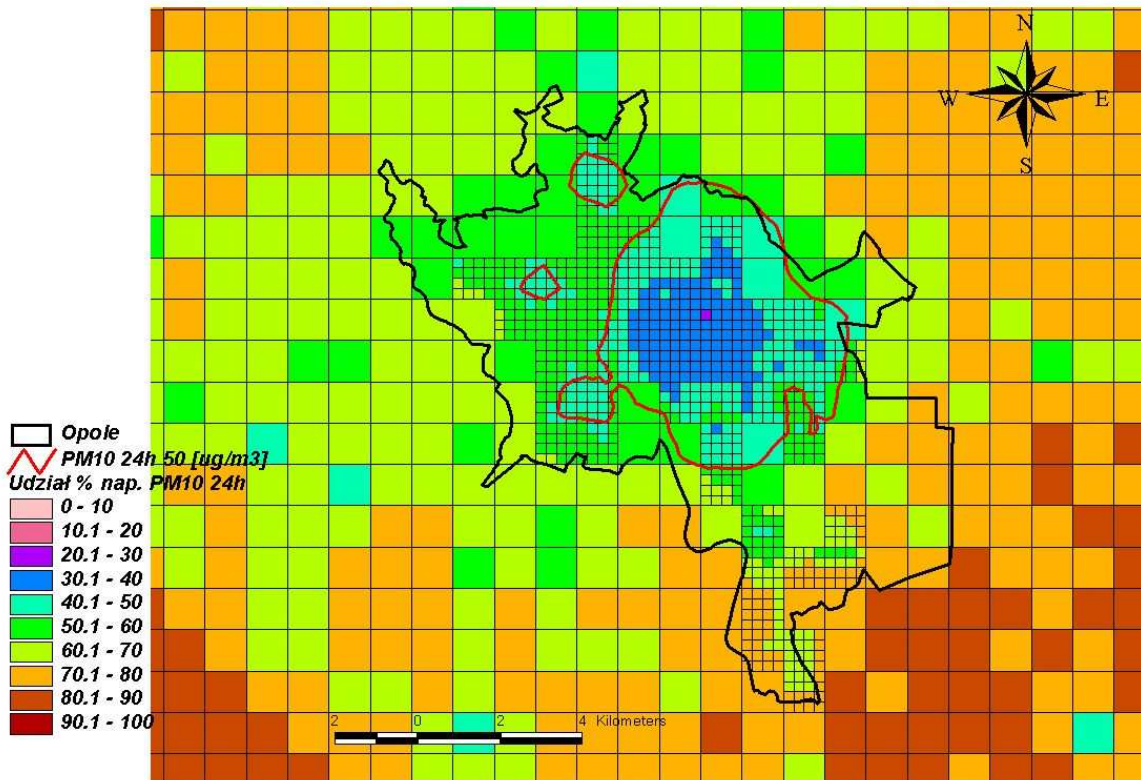 N
W E
S
Opole
PM10 24h 50 [ug/m3]
Udział % nap. PM10 24h
0 - 10
10.1 - 20
20.1 - 30
30.1 - 40
40.1 - 50
50.1 - 60
60.1 - 70
70.1 - 80
80.1 - 90
90.1 - 100
2 0 2 4 Kilometers